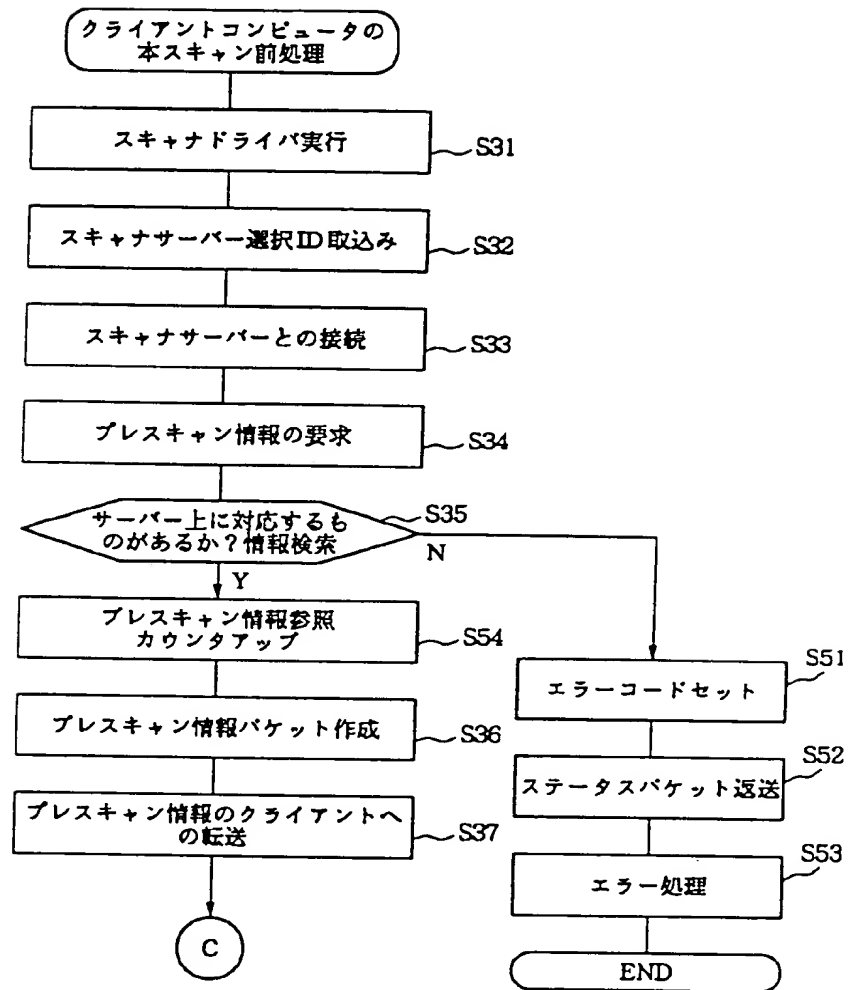 クライアントコンピュータの
本スキャン前処理
スキャナドライバ実行
S31
スキャナサーバー選択ID取込み
S32
スキャナサーバーとの接続
S33
プレスキャン情報の要求
S34
サーバー上に対応するも
のがあるか?情報検索
S35
N
Y
プレスキャン情報参照
カウンタアップ
S54
プレスキャン情報パケット作成
S36
プレスキャン情報のクライアントへ
の転送
S37
C
エラーコードセット
S51
ステータスパケット返送
S52
エラー処理
S53
END